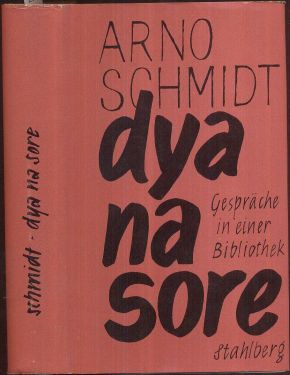 schmidt · dya na sore
ARNO
SCHMIDT
dya
na
sore
Gespräche
in einer
Bibliothek
stahlberg